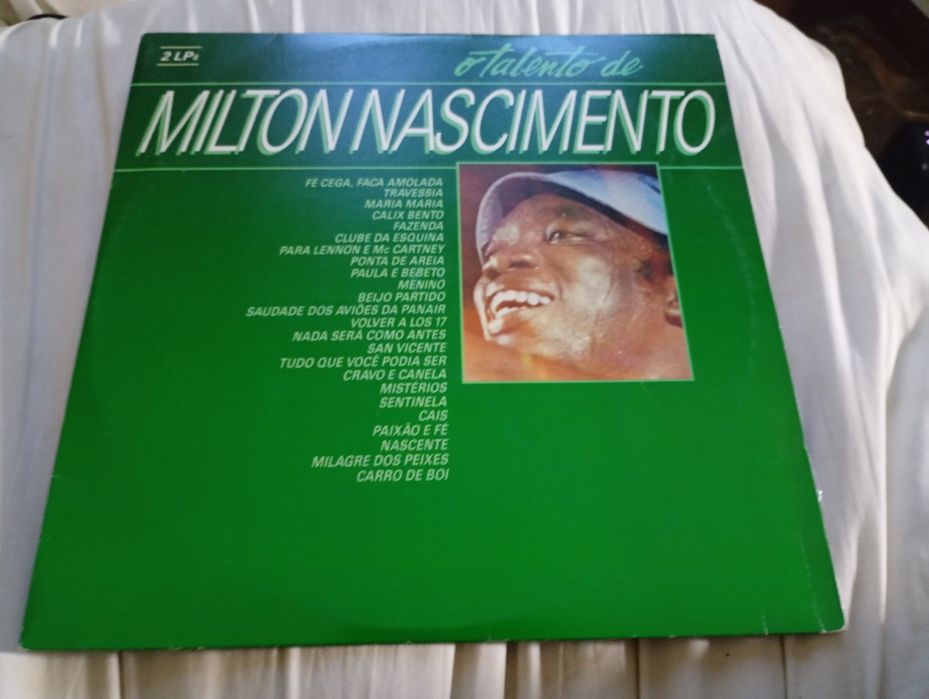 2 LPs
o talento de
MILTON NASCIMENTO
FÉ CEGA, FACA AMOLADA
TRAVESSIA
MARIA MARIA
CALIX BENTO
FAZENDA
CLUBE DA ESQUINA
PARA LENNON E Mc CARTNEY
PONTA DE AREIA
PAULA E BEBETO
MENINO
BEIJO PARTIDO
SAUDADE DOS AVIÕES DA PANAIR
VOLVER A LOS 17
NADA SERÁ COMO ANTES
SAN VICENTE
TUDO QUE VOCÊ PODIA SER
CRAVO E CANELA
MISTÉRIOS
SENTINELA
CAIS
PAIXÃO E FÉ
NASCENTE
MILAGRE DOS PEIXES
CARRO DE BOI